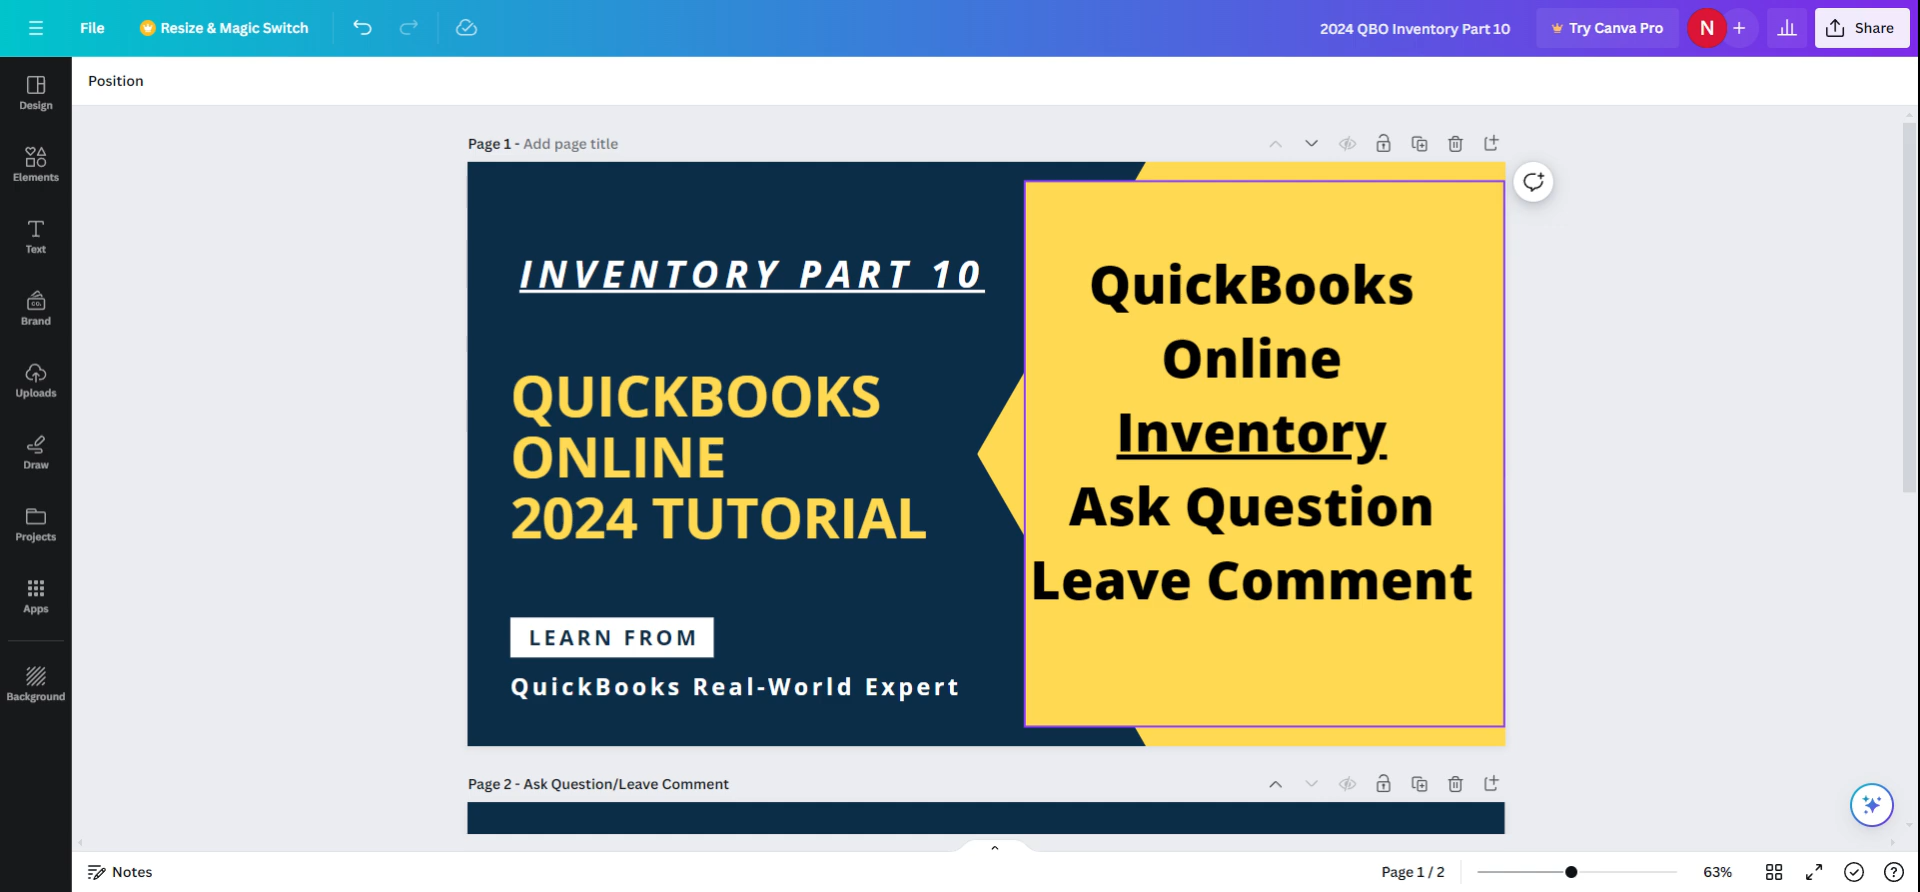 File
Resize & Magic Switch
2024 QBO Inventory Part 10
Try Canva Pro
N
Share
Design
Elements
Text
CO.
Brand
Uploads
Draw
Projects
Apps
Background
Position
Page 1 - Add page title
INVENTORY PART 10
QUICKBOOKS
ONLINE
2024 TUTORIAL
LEARN FROM
QuickBooks Real-World Expert
QuickBooks
Online
Inventory
Ask Question
Leave Comment
Page 2 - Ask Question/Leave Comment
Notes
Page 1 / 2
63%